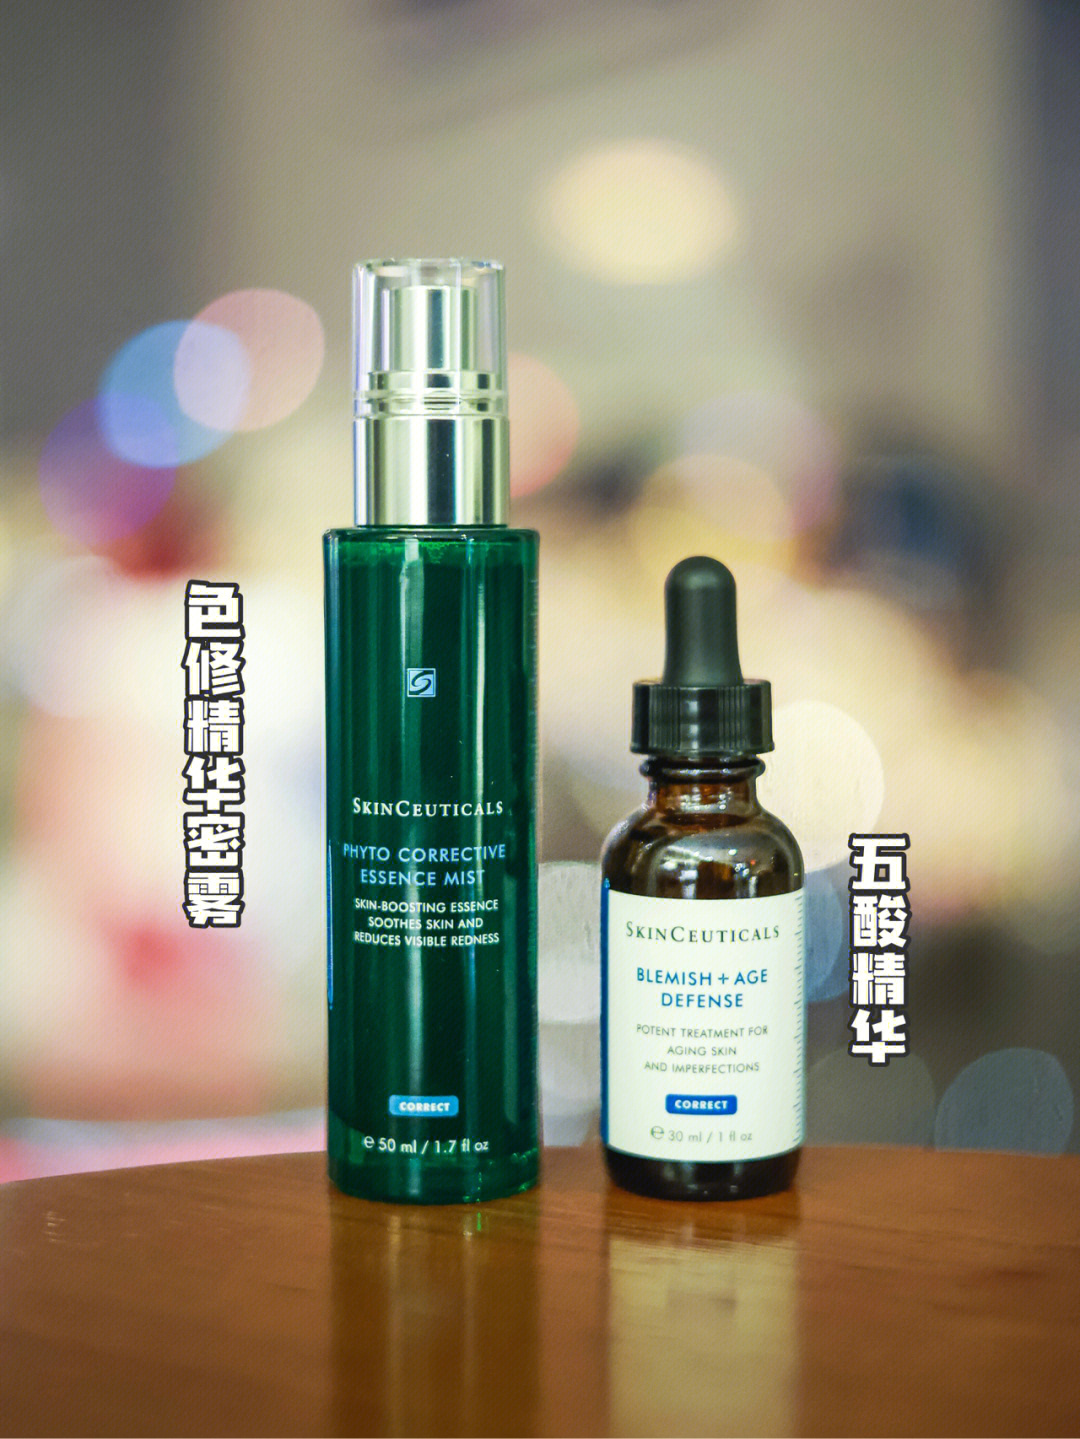 色修精华密雾
SKINCEUTICALS
PHYTO CORRECTIVE
ESSENCE MIST
SKIN-BOOSTING ESSENCE
SOOTHES SKIN AND
REDUCES VISIBLE REDNESS
CORRECT
℮ 50 ml / 1.7 fl oz
五酸精华
SKINCEUTICALS
BLEMISH + AGE
DEFENSE
POTENT TREATMENT FOR
AGING SKIN
AND IMPERFECTIONS
CORRECT
℮ 30 ml / 1 fl oz